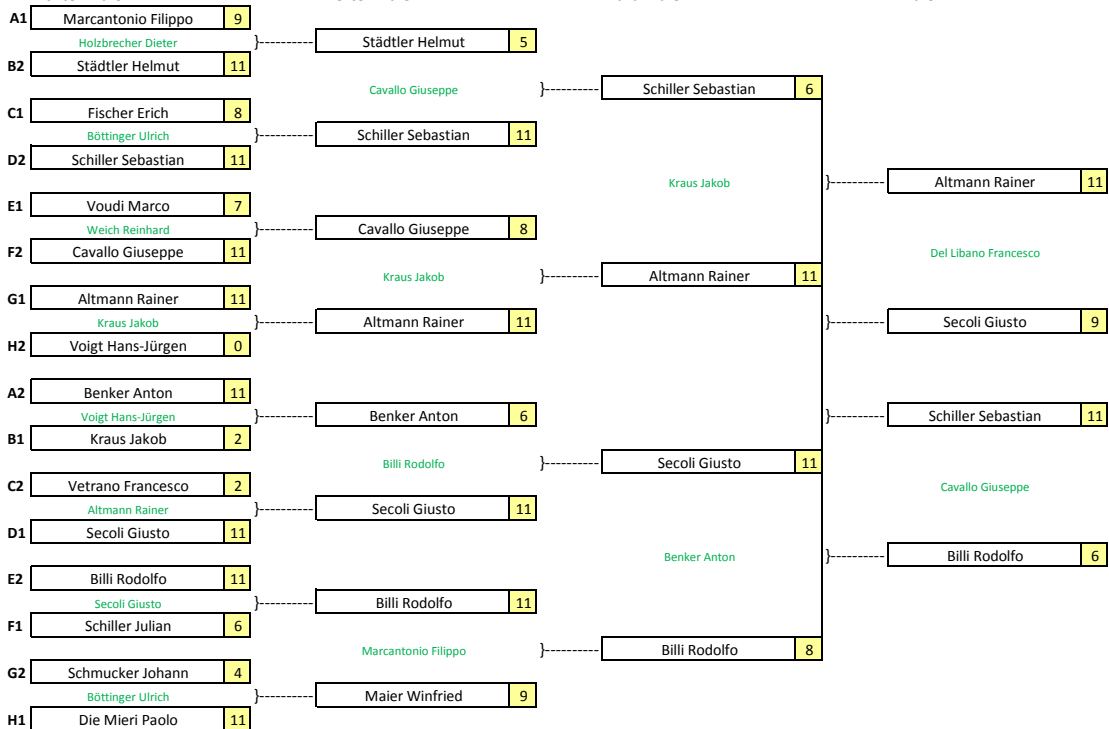 A1 Marcantonio Filippo 9
Holzbrecher Dieter }---------- Städtler Helmut 5
B2 Städtler Helmut 11
Cavallo Giuseppe }---------- Schiller Sebastian 6
C1 Fischer Erich 8
Böttinger Ulrich }---------- Schiller Sebastian 11
D2 Schiller Sebastian 11
Kraus Jakob }---------- Altmann Rainer 11
E1 Voudi Marco 7
Weich Reinhard }---------- Cavallo Giuseppe 8
F2 Cavallo Giuseppe 11
Del Libano Francesco
Kraus Jakob }---------- Altmann Rainer 11
G1 Altmann Rainer 11
Kraus Jakob }---------- Altmann Rainer 11 }---------- Secoli Giusto 9
H2 Voigt Hans-Jürgen 0
A2 Benker Anton 11
Voigt Hans-Jürgen }---------- Benker Anton 6 }---------- Schiller Sebastian 11
B1 Kraus Jakob 2
Billi Rodolfo }---------- Secoli Giusto 11
C2 Vetrano Francesco 2
Cavallo Giuseppe
Altmann Rainer }---------- Secoli Giusto 11
D1 Secoli Giusto 11
Benker Anton }---------- Billi Rodolfo 6
E2 Billi Rodolfo 11
Secoli Giusto }---------- Billi Rodolfo 11
F1 Schiller Julian 6
Marcantonio Filippo }---------- Billi Rodolfo 8
G2 Schmucker Johann 4
Böttinger Ulrich }---------- Maier Winfried 9
H1 Die Mieri Paolo 11